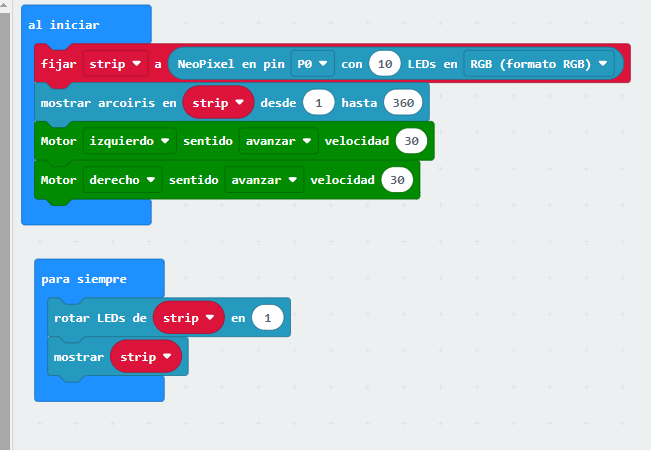 al iniciar
fijar strip a NeoPixel en pin P0 con 10 LEDs en RGB (formato RGB)
mostrar arcoiris en strip desde 1 hasta 360
Motor izquierdo sentido avanzar velocidad 30
Motor derecho sentido avanzar velocidad 30
para siempre
rotar LEDs de strip en 1
mostrar strip